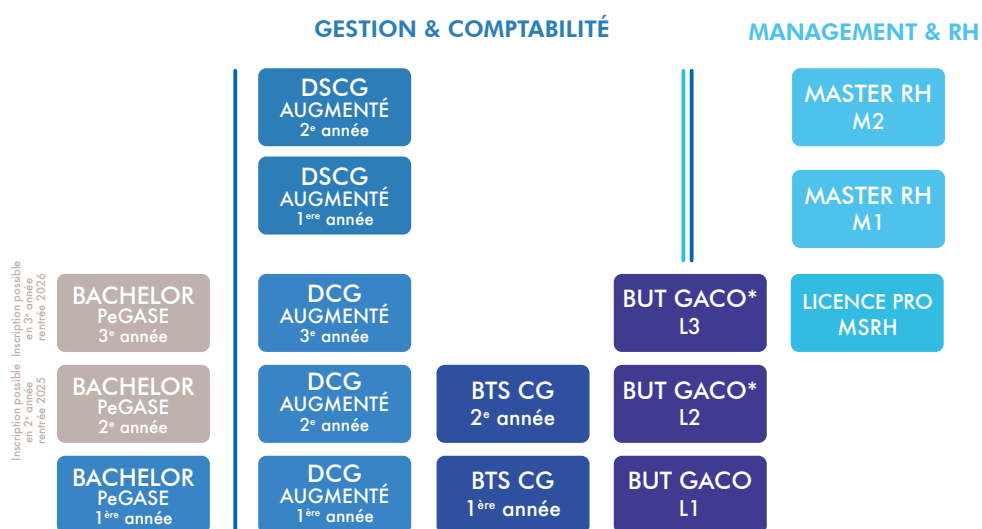 GESTION & COMPTABILITÉ
MANAGEMENT & RH
DSCG
AUGMENTÉ
2e année
MASTER RH
M2
DSCG
AUGMENTÉ
1ere année
MASTER RH
M1
Inscription possible
en 3e année
rentrée 2026
BACHELOR
PeGASE
3e année
DCG
AUGMENTÉ
3e année
BUT GACO*
L3
LICENCE PRO
MSRH
Inscription possible
en 2e année
rentrée 2025
BACHELOR
PeGASE
2e année
DCG
AUGMENTÉ
2e année
BTS CG
2e année
BUT GACO*
L2
BACHELOR
PeGASE
1ère année
DCG
AUGMENTÉ
1ère année
BTS CG
1ère année
BUT GACO
L1